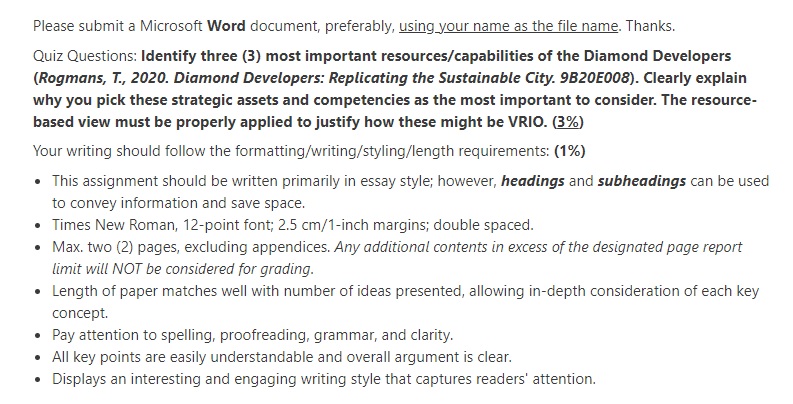 Please submit a Microsoft Word document, preferably, using your name as the file name. Thanks.
Quiz Questions: Identify three (3) most important resources/capabilities of the Diamond Developers
(Rogmans, T., 2020. Diamond Developers: Replicating the Sustainable City. 9B20E008). Clearly explain
why you pick these strategic assets and competencies as the most important to consider. The resource-
based view must be properly applied to justify how these might be VRIO. (3%)
Your writing should follow the formatting/writing/styling/length requirements: (1%)
• This assignment should be written primarily in essay style; however, headings and subheadings can be used
to convey information and save space.
• Times New Roman, 12-point font; 2.5 cm/1-inch margins; double spaced.
• Max. two (2) pages, excluding appendices. Any additional contents in excess of the designated page report
limit will NOT be considered for grading.
• Length of paper matches well with number of ideas presented, allowing in-depth consideration of each key
concept.
• Pay attention to spelling, proofreading, grammar, and clarity.
• All key points are easily understandable and overall argument is clear.
• Displays an interesting and engaging writing style that captures readers' attention.